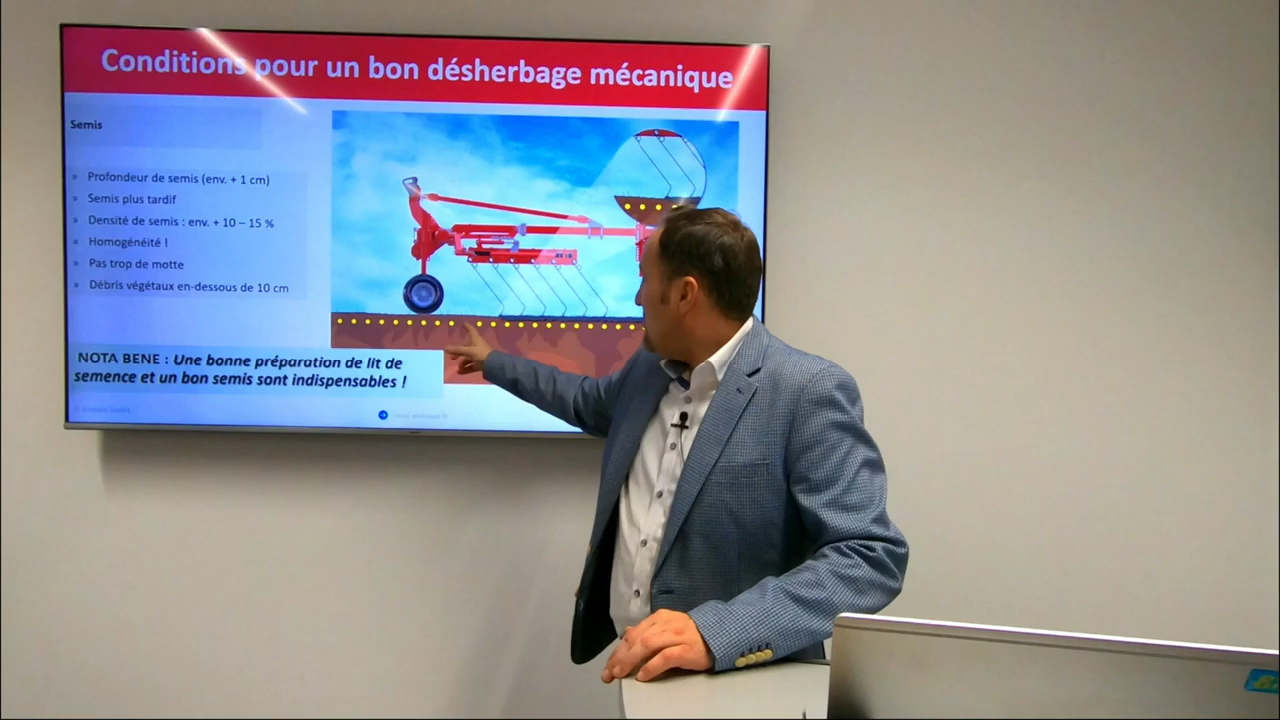 Conditions pour un bon désherbage mécanique
Semis
» Profondeur de semis (env. + 1 cm)
» Semis plus tardif
» Densité de semis : env. + 10 – 15 %
» Homogénéité !
» Pas trop de motte
» Débris végétaux en-dessous de 10 cm
NOTA BENE : Une bonne préparation de lit de
semence et un bon semis sont indispensables !